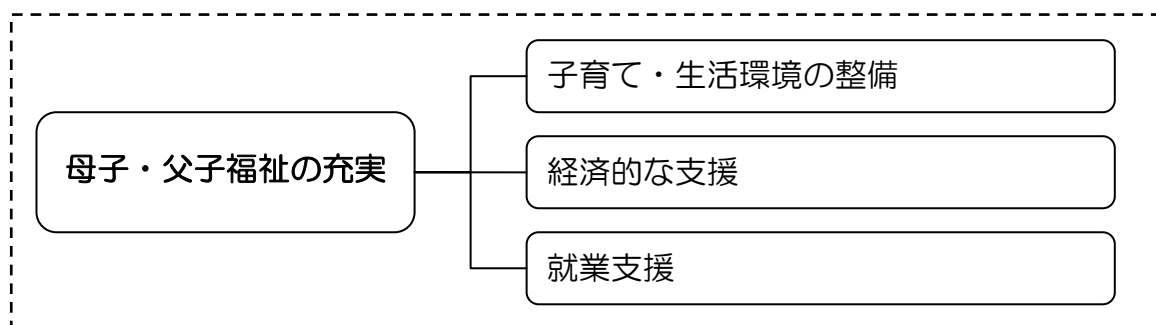 母子・父子福祉の充実
子育て・生活環境の整備
経済的な支援
就業支援